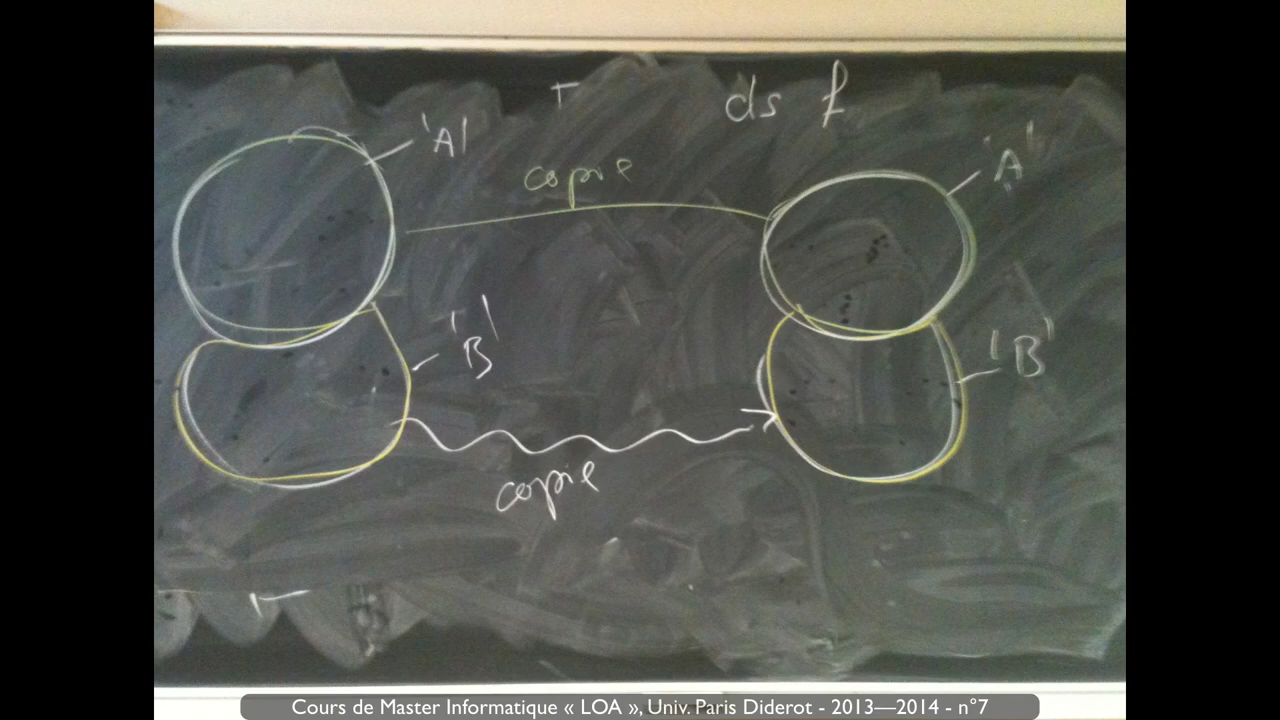 ds f
'A'
copie
'A'
'B'
'B'
copie
Cours de Master Informatique « LOA », Univ. Paris Diderot - 2013—2014 - n°7